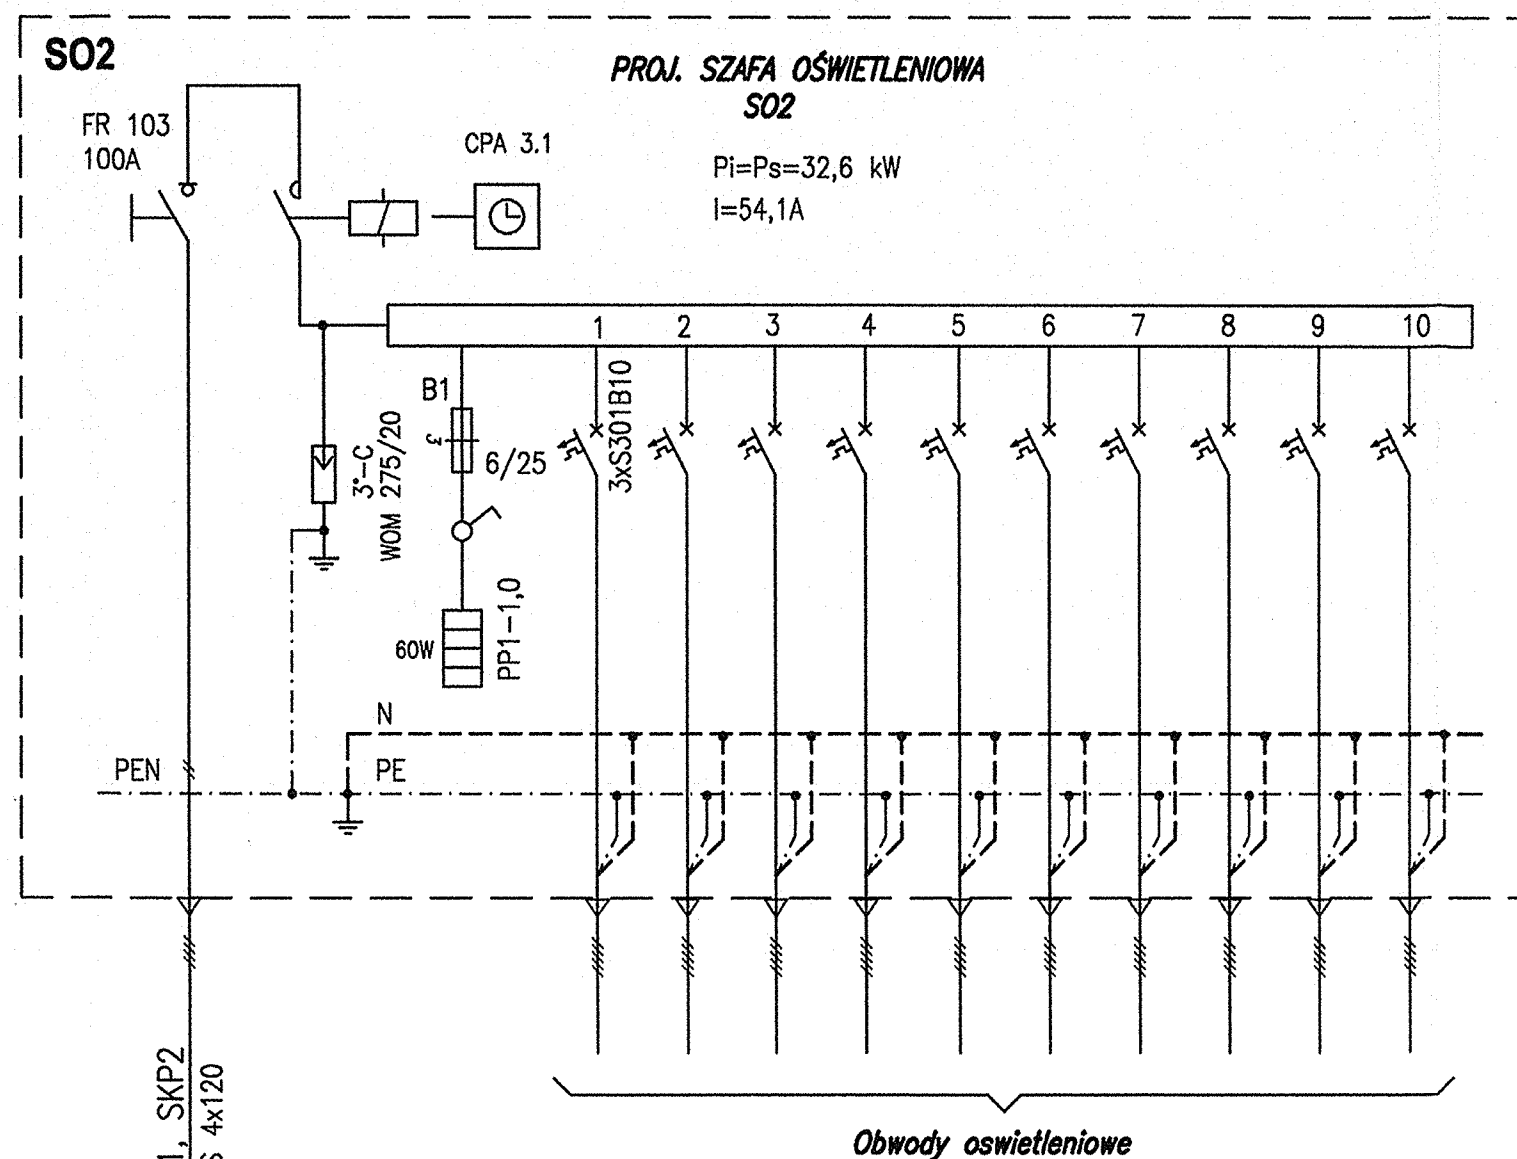 SO2
PROJ. SZAFA OŚWIETLENIOWA
SO2
FR 103
100A
CPA 3.1
Pi=Ps=32,6 kW
I=54,1A
1 2 3 4 5 6 7 8 9 10
B1
3
6/25
3xS301B10
3°-C
WOM 275/20
60W
PP1-1,0
N
PEN
PE
, SKP2
4x120
Obwody oswietleniowe